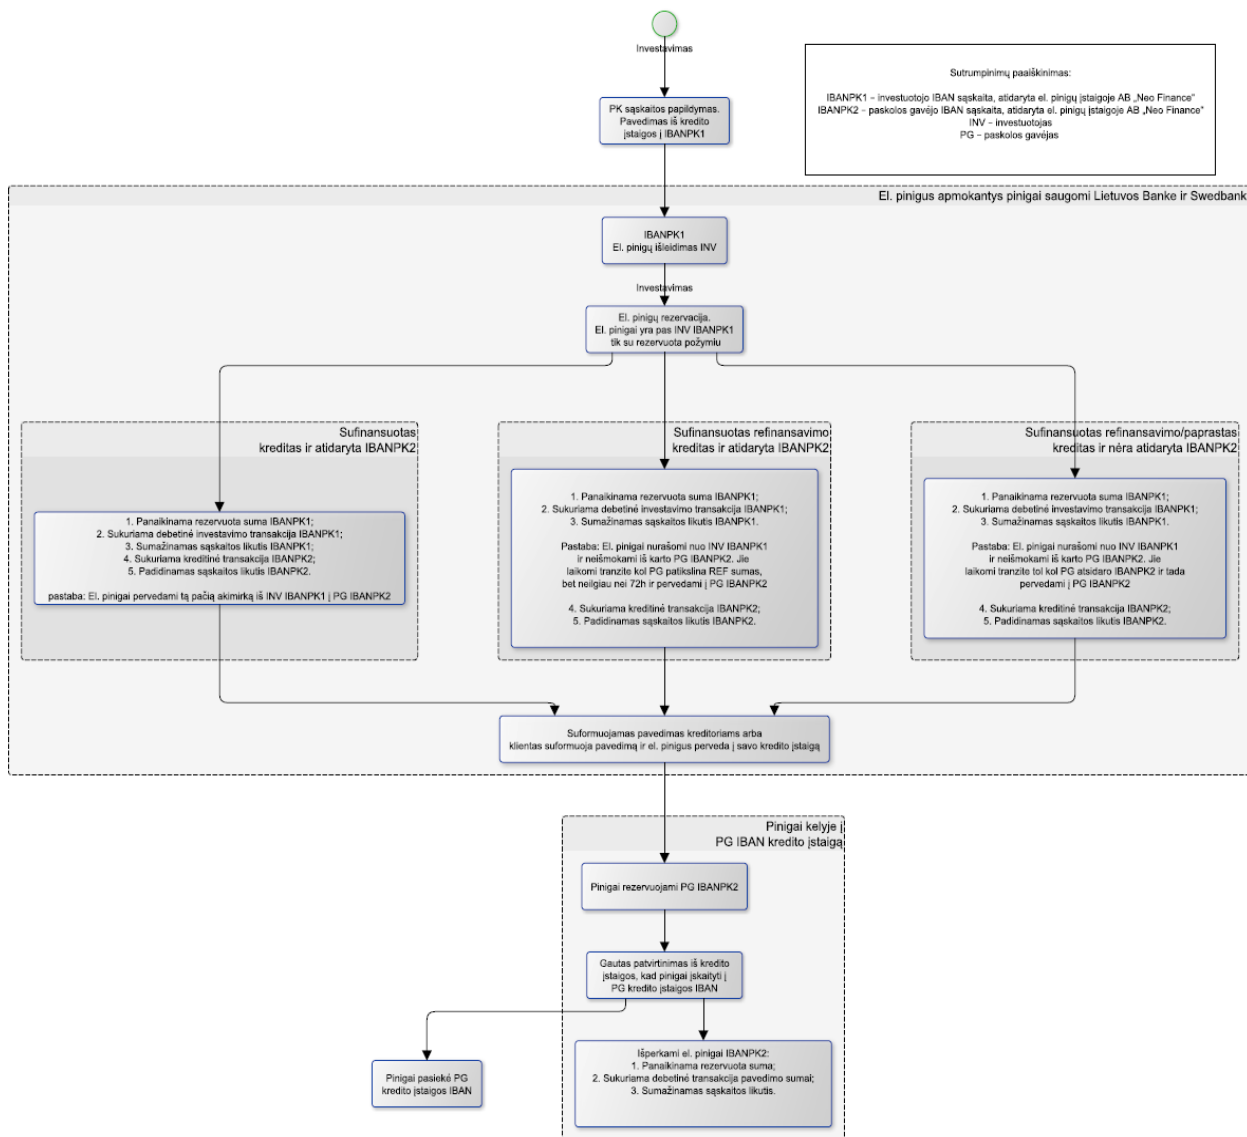 Investavimas
Sutrumpinimų paaiškinimas:
IBANPK1 – investuotojo IBAN sąskaita, atidaryta el. pinigų įstaigoje AB „Neo Finance“
IBANPK2 – paskolos gavėjo IBAN sąskaita, atidaryta el. pinigų įstaigoje AB „Neo Finance“
INV – investuotojas
PG – paskolos gavėjas
PK sąskaitos papildymas.
Pavedimas iš kredito
įstaigos į IBANPK1
El. pinigus apmokantys pinigai saugomi Lietuvos Banke ir Swedbank
IBANPK1
El. pinigų išleidimas INV
Investavimas
El. pinigų rezervacija.
El. pinigai yra pas INV IBANPK1
tik su rezervuota požymiu
Sufinansuotas
kreditas ir atidaryta IBANPK2
1. Panaikinama rezervuota suma IBANPK1;
2. Sukuriama debetinė investavimo transakcija IBANPK1;
3. Sumažinamas sąskaitos likutis IBANPK1;
4. Sukuriama kreditinė transakcija IBANPK2;
5. Padidinamas sąskaitos likutis IBANPK2.
pastaba: El. pinigai pervedami tą pačią akimirką iš INV IBANPK1 į PG IBANPK2
Sufinansuotas refinansavimo
kreditas ir atidaryta IBANPK2
1. Panaikinama rezervuota suma IBANPK1;
2. Sukuriama debetinė investavimo transakcija IBANPK1;
3. Sumažinamas sąskaitos likutis IBANPK1.
Pastaba: El. pinigai nurašomi nuo INV IBANPK1
ir neišmokami iš karto PG IBANPK2. Jie
laikomi tranzite kol PG patikslina REF sumas,
bet neilgiau nei 72h ir pervedami į PG IBANPK2
4. Sukuriama kreditinė transakcija IBANPK2;
5. Padidinamas sąskaitos likutis IBANPK2.
Sufinansuotas refinansavimo/paprastas
kreditas ir nėra atidaryta IBANPK2
1. Panaikinama rezervuota suma IBANPK1;
2. Sukuriama debetinė investavimo transakcija IBANPK1;
3. Sumažinamas sąskaitos likutis IBANPK1.
Pastaba: El. pinigai nurašomi nuo INV IBANPK1
ir neišmokami iš karto PG IBANPK2. Jie
laikomi tranzite tol kol PG atsidaro IBANPK2 ir tada
pervedami į PG IBANPK2
4. Sukuriama kreditinė transakcija IBANPK2;
5. Padidinamas sąskaitos likutis IBANPK2.
Suformuojamas pavedimas kreditoriams arba
klientas suformuoja pavedimą ir el. pinigus perveda į savo kredito įstaigą
Pinigai kelyje į
PG IBAN kredito įstaigą
Pinigai rezervuojami PG IBANPK2
Gautas patvirtinimas iš kredito
įstaigos, kad pinigai įskaityti į
PG kredito įstaigos IBAN
Pinigai pasiekė PG
kredito įstaigos IBAN
Išperkami el. pinigai IBANPK2:
1. Panaikinama rezervuota suma;
2. Sukuriama debetinė transakcija pavedimo sumai;
3. Sumažinamas sąskaitos likutis.